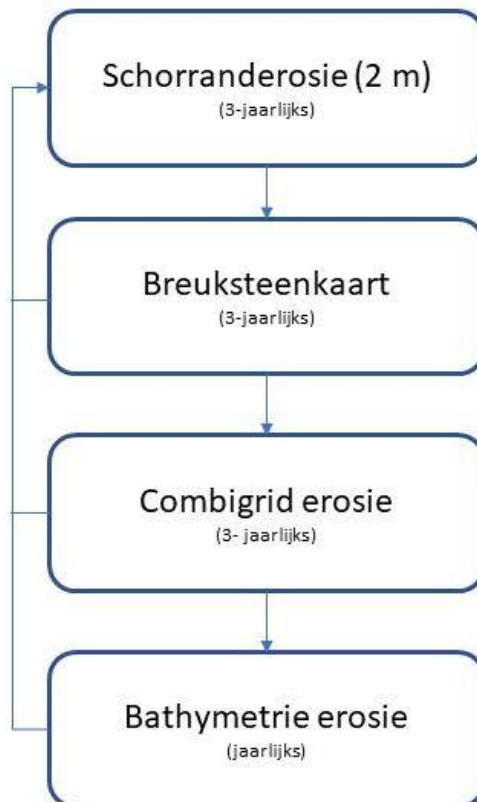 Schorranderosie (2 m)
(3-jaarlijks)
Breuksteenkaart
(3-jaarlijks)
Combigrid erosie
(3- jaarlijks)
Bathymetrie erosie
(jaarlijks)